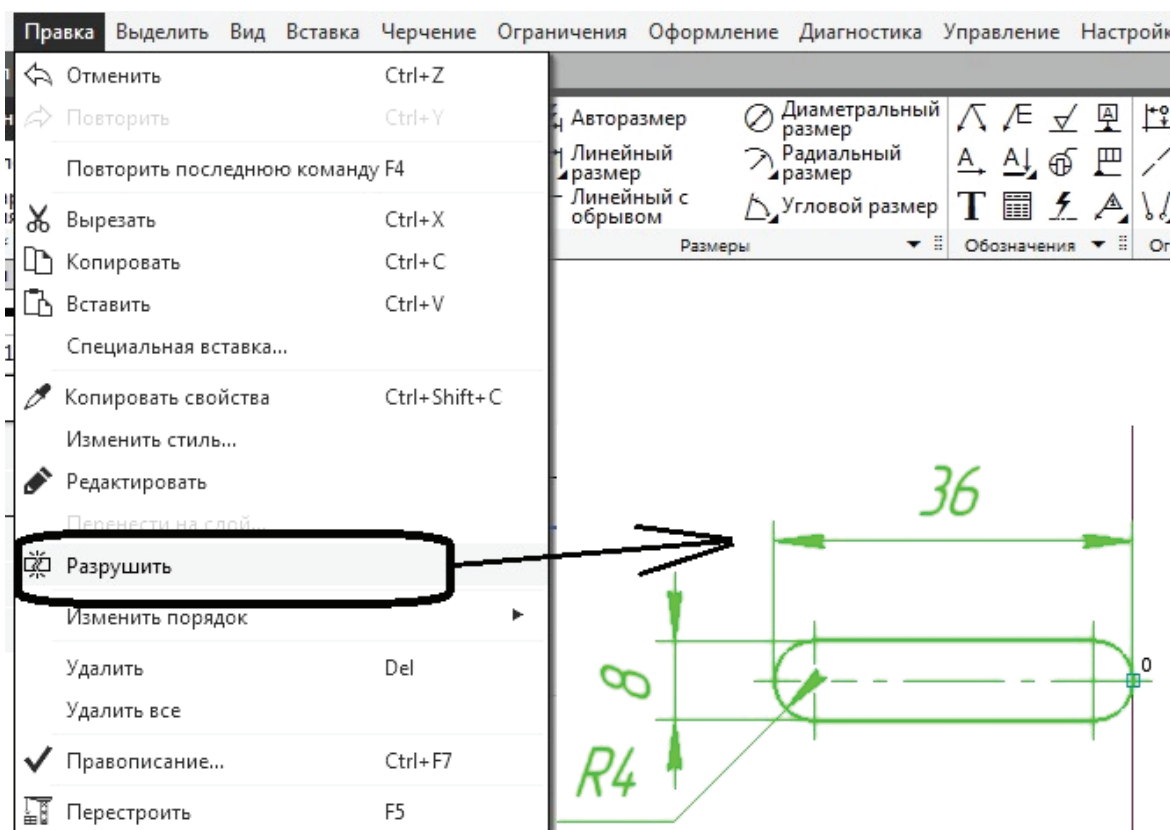 Правка Выделить Вид Вставка Черчение Ограничения Оформление Диагностика Управление
Отменить Ctrl+Z
Повторить Ctrl+Y
Повторить последнюю команду F4
Вырезать Ctrl+X
Копировать Ctrl+C
Вставить Ctrl+V
Специальная вставка...
Копировать свойства Ctrl+Shift+C
Изменить стиль...
Редактировать
Перенести на слой...
Разрушить
Изменить порядок
Удалить Del
Удалить все
Правописание... Ctrl+F7
Перестроить F5
Авторазмер
Линейный
размер
Линейный с
обрывом
Диаметральный
размер
Радиальный
размер
Угловой размер
Размеры
Обозначения
36
8
R4
0